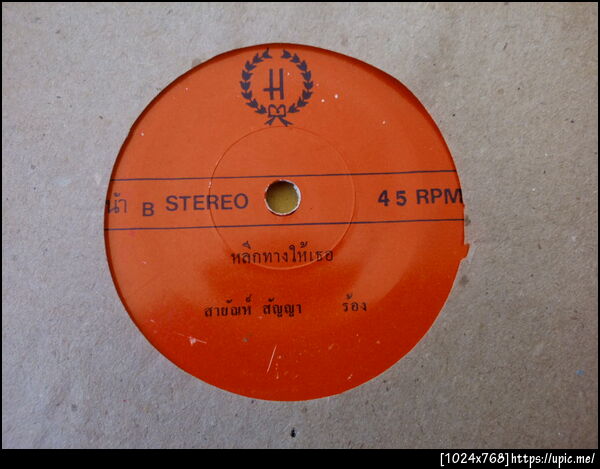 H
หน้า B STEREO 45 RPM
หลีกทางให้เธอ
สายัณห์ สัญญา ร้อง
[1024x768]https://upic.me/